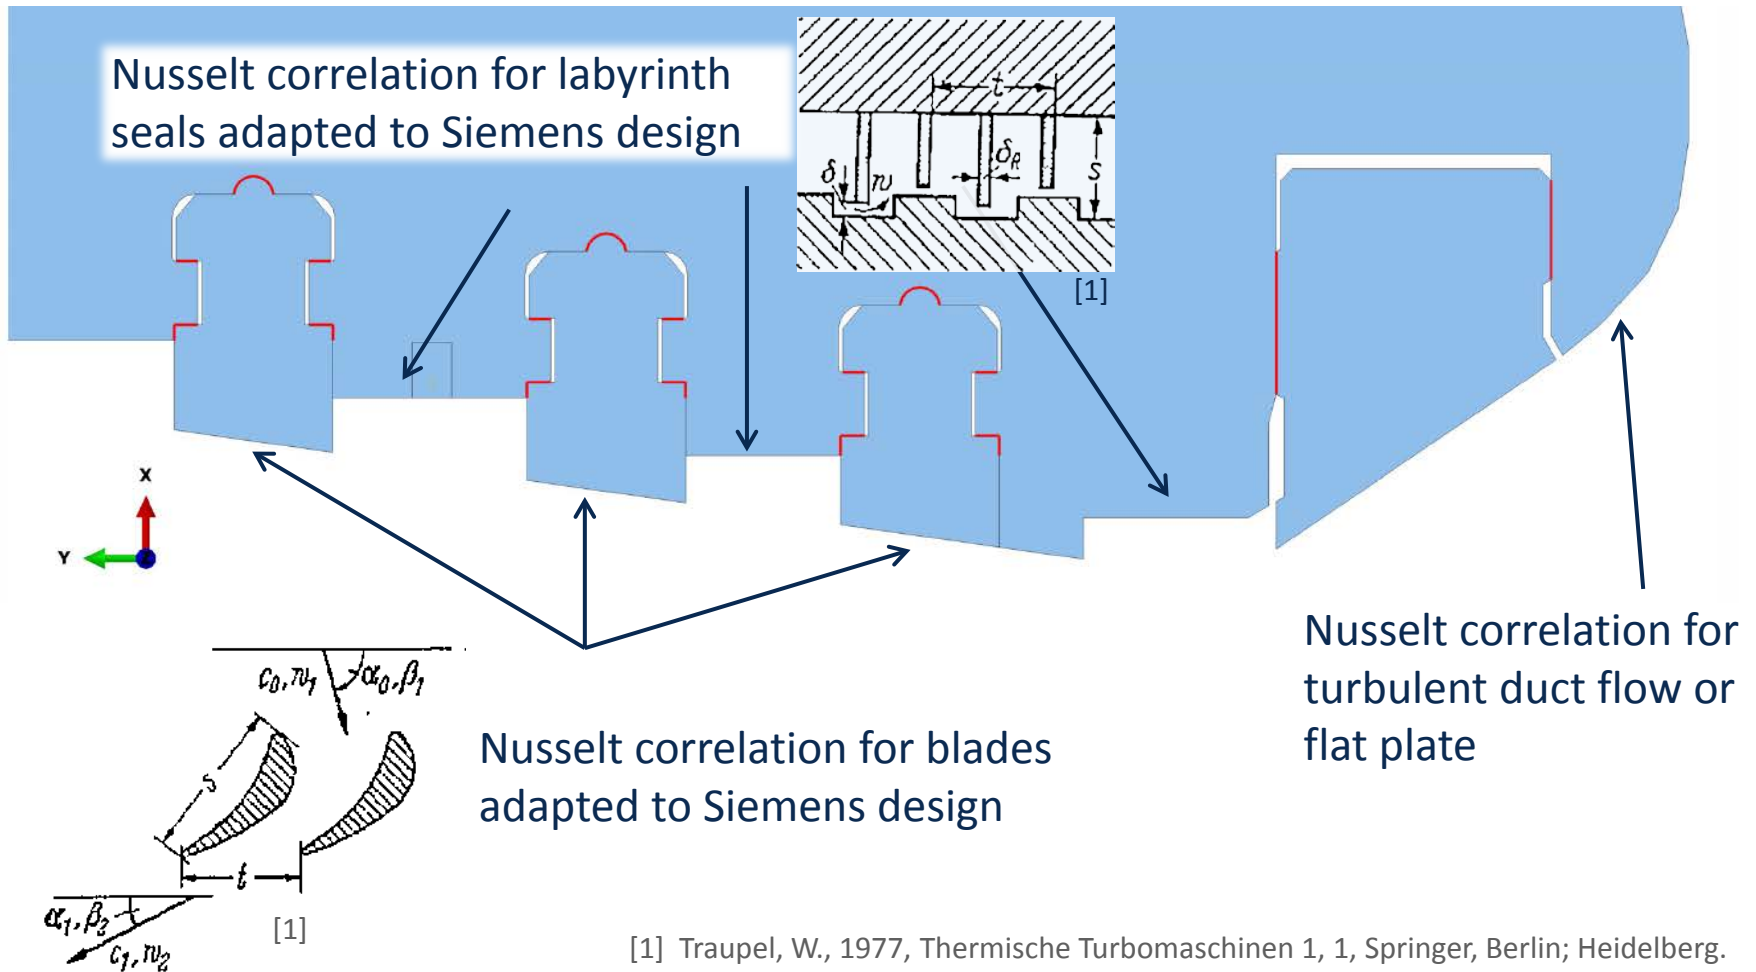 Nusselt correlation for labyrinth
seals adapted to Siemens design
t
δ
w
δ_R
s
[1]
X
Y
Z
c₀, w₁
α₀, β₁
s
t
α₁, β₂
c₁, w₂
[1]
Nusselt correlation for blades
adapted to Siemens design
Nusselt correlation for
turbulent duct flow or
flat plate
[1] Traupel, W., 1977, Thermische Turbomaschinen 1, 1, Springer, Berlin; Heidelberg.